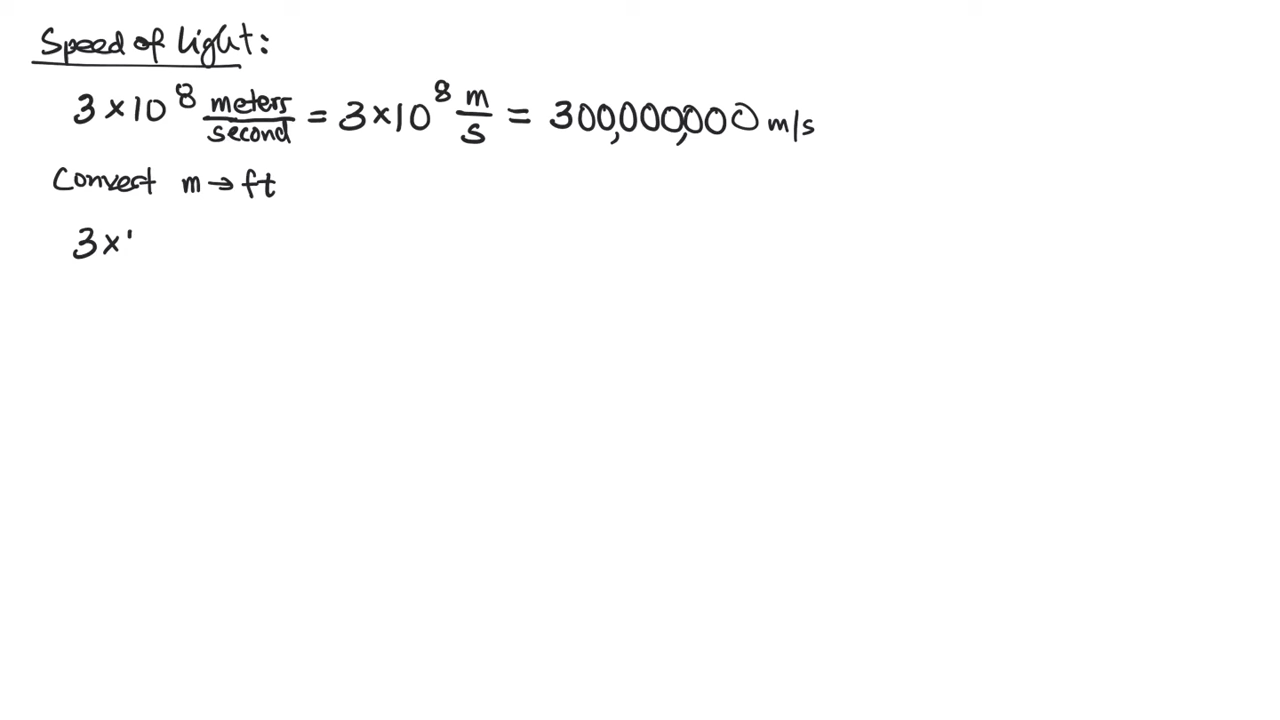 Speed of light:
3 × 10^8 meters/second = 3 × 10^8 m/s = 300,000,000 m/s
Convert m → ft
3 × '